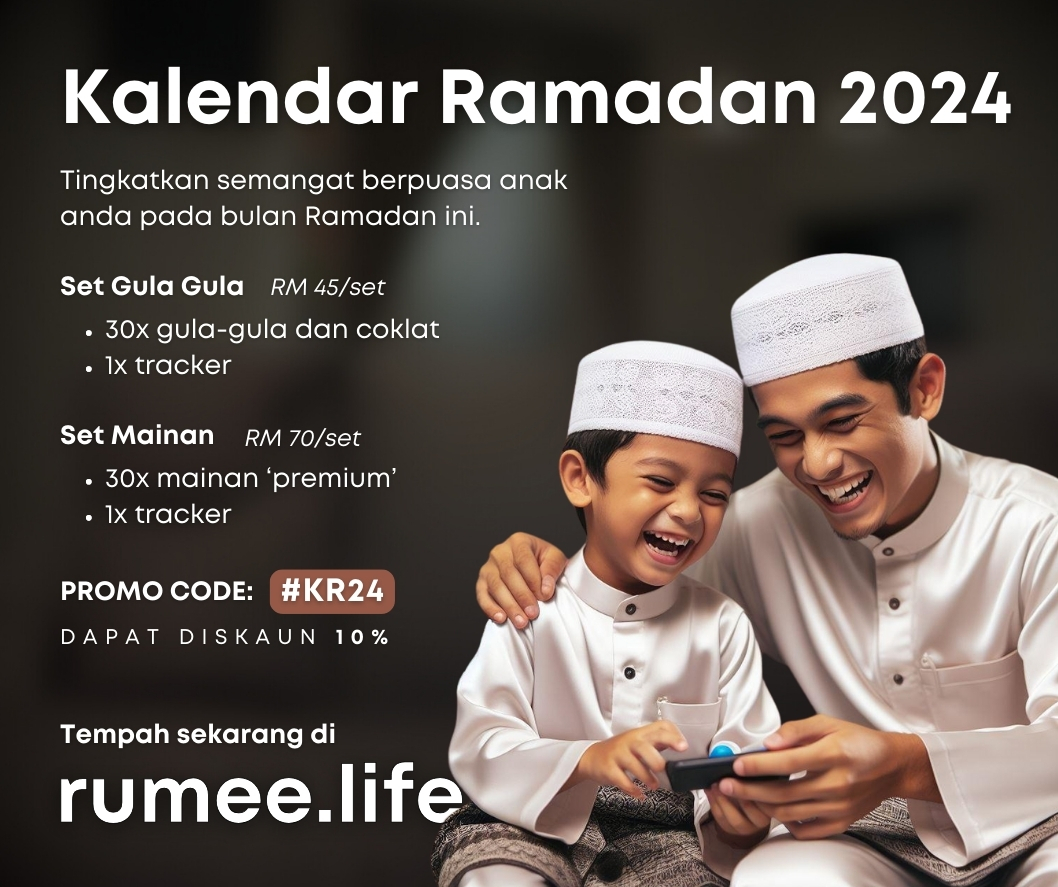 Kalendar Ramadan 2024
Tingkatkan semangat berpuasa anak
anda pada bulan Ramadan ini.
Set Gula Gula RM 45/set
• 30x gula-gula dan coklat
• 1x tracker
Set Mainan RM 70/set
• 30x mainan ‘premium’
• 1x tracker
PROMO CODE: #KR24
DAPAT DISKAUN 10%
Tempah sekarang di
rumee.life